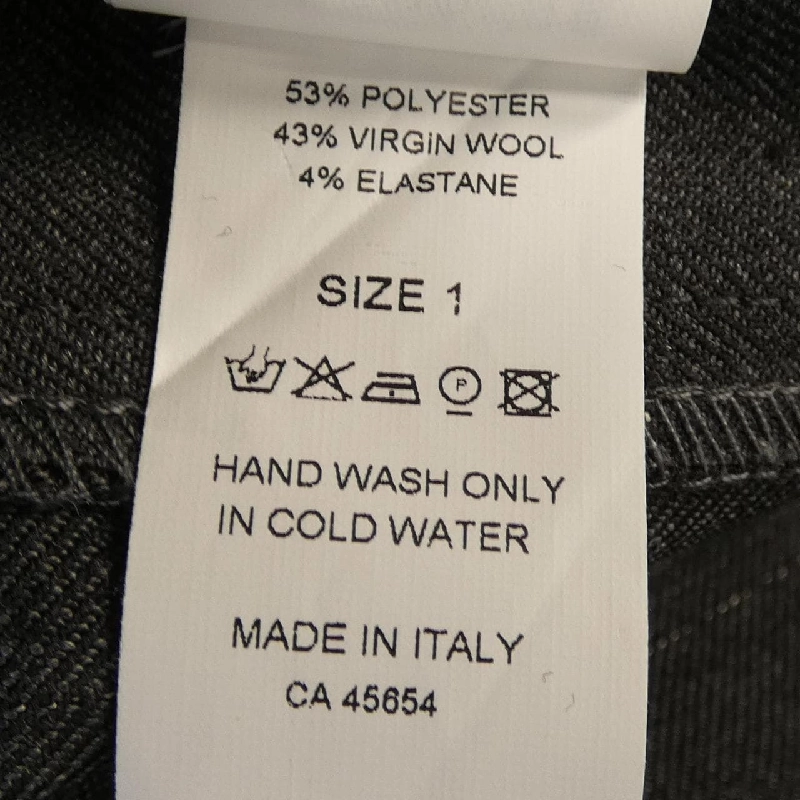 53% POLYESTER
43% VIRGIN WOOL
4% ELASTANE
SIZE 1
P
HAND WASH ONLY
IN COLD WATER
MADE IN ITALY
CA 45654